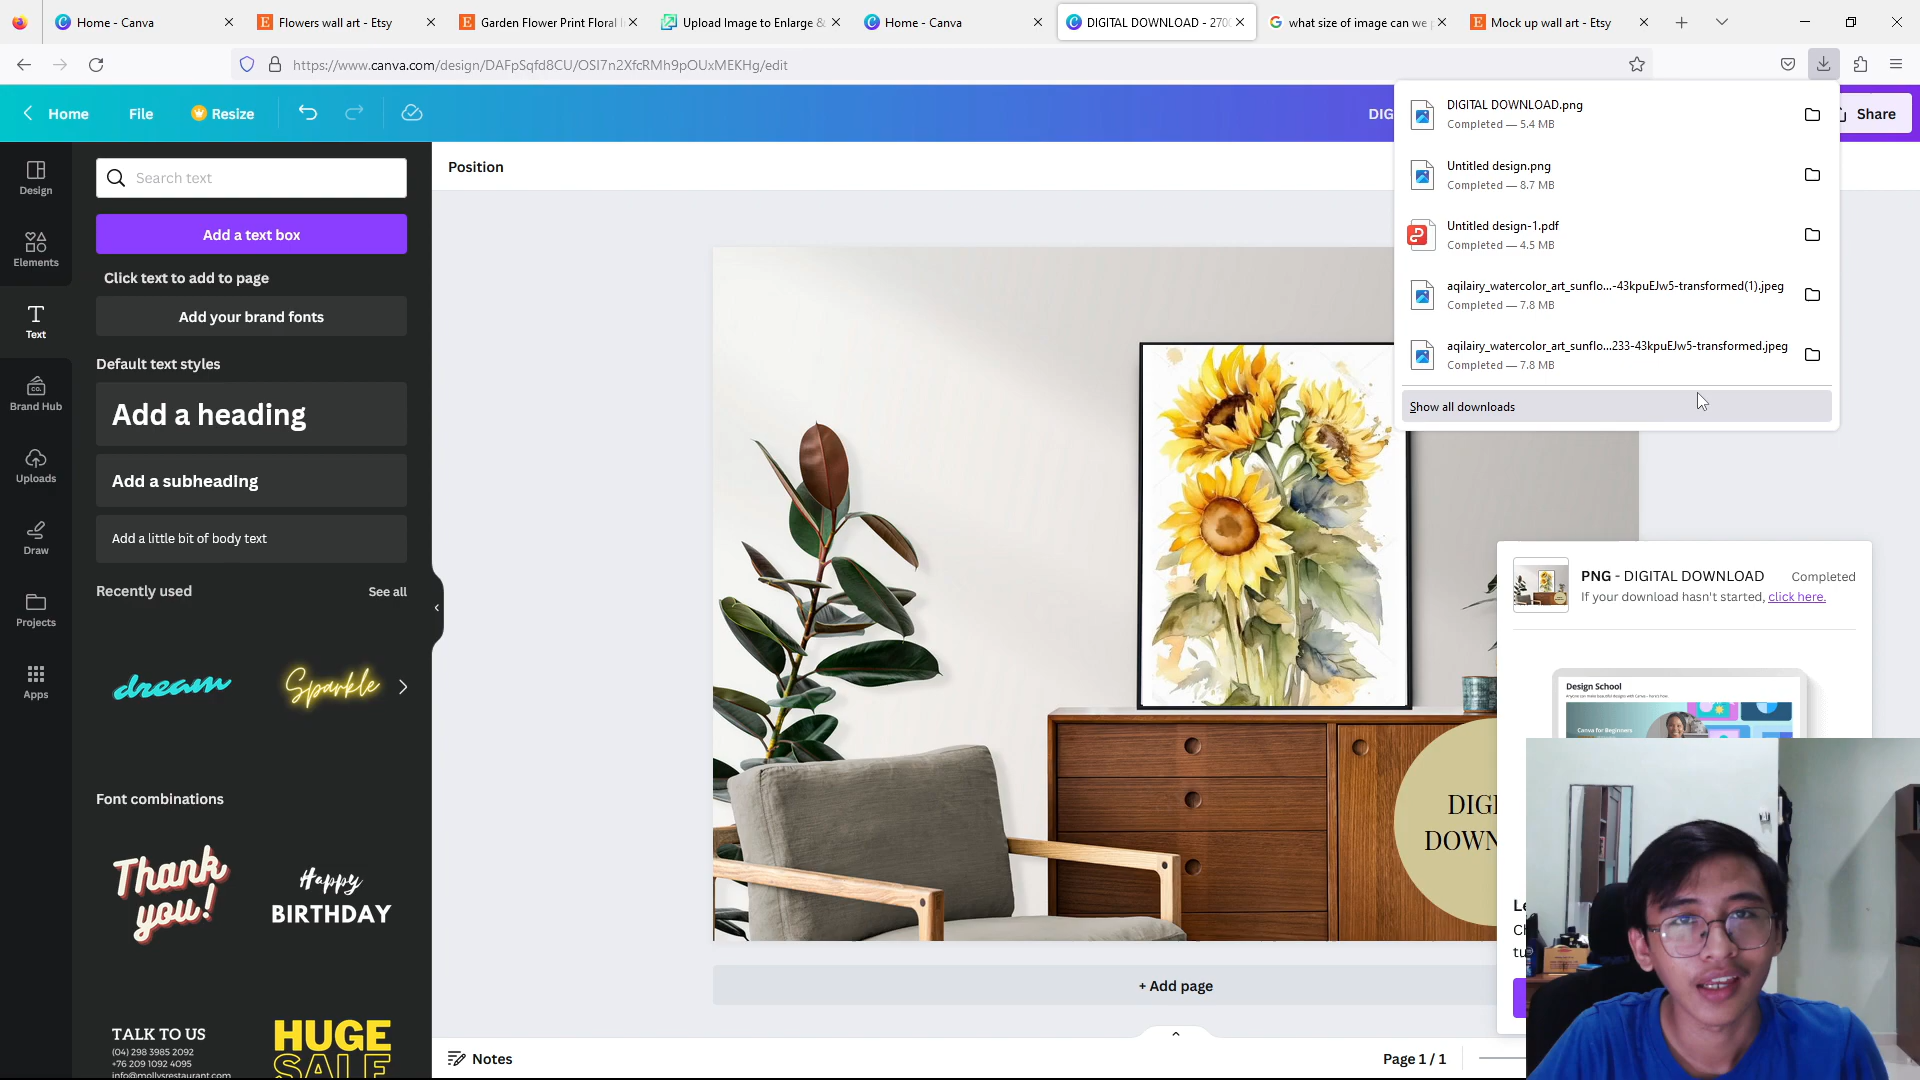 Home - Canva
Flowers wall art - Etsy
Garden Flower Print Floral
Upload Image to Enlarge &
Home - Canva
DIGITAL DOWNLOAD - 270
what size of image can we
Mock up wall art - Etsy
https://www.canva.com/design/DAFpSqfd8CU/OSI7n2XfcRMh9pOUxMEKHg/edit
Home
File
Resize
DIG
Share
DIGITAL DOWNLOAD.png
Completed — 5.4 MB
Untitled design.png
Completed — 8.7 MB
Untitled design-1.pdf
Completed — 4.5 MB
aqilairy_watercolor_art_sunflo...-43kpuEJw5-transformed(1).jpeg
Completed — 7.8 MB
aqilairy_watercolor_art_sunflo...233-43kpuEJw5-transformed.jpeg
Completed — 7.8 MB
Show all downloads
Design
Elements
Text
Brand Hub
Uploads
Draw
Projects
Apps
Search text
Add a text box
Click text to add to page
Add your brand fonts
Default text styles
Add a heading
Add a subheading
Add a little bit of body text
Recently used
See all
dream
Sparkle
Font combinations
Thank you!
Happy
BIRTHDAY
TALK TO US
(04) 298 3985 2092
+76 209 1092 4095
info@mollysrestaurant.com
HUGE
SALE
Position
DIGI
DOWN
PNG - DIGITAL DOWNLOAD
Completed
If your download hasn't started, click here.
Design School
Canva for Beginners
+ Add page
Notes
Page 1 / 1